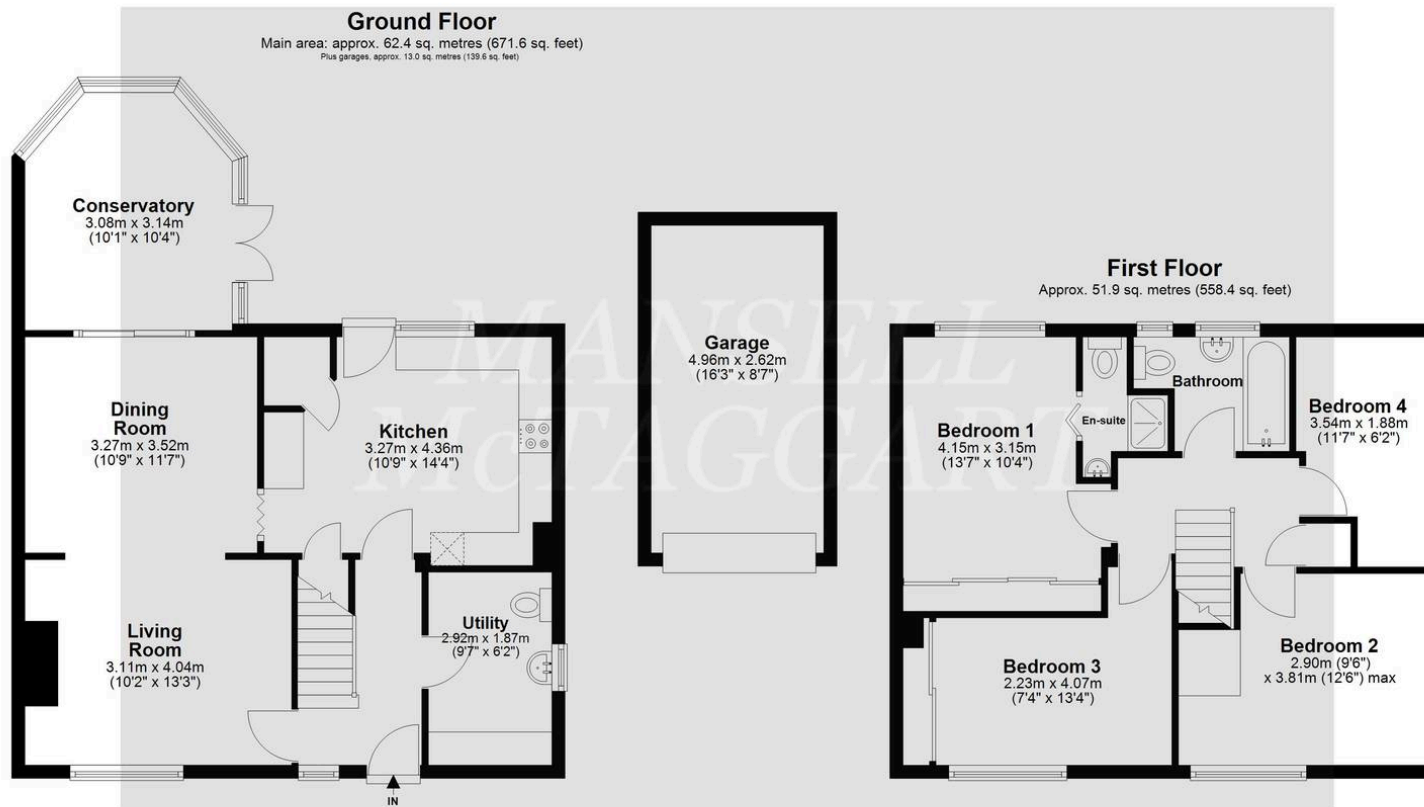 Ground Floor
Main area: approx. 62.4 sq. metres (671.6 sq. feet)
Plus garages, approx. 13.0 sq. metres (139.6 sq. feet)
Conservatory
3.08m x 3.14m
(10'1" x 10'4")
Dining
Room
3.27m x 3.52m
(10'9" x 11'7")
Kitchen
3.27m x 4.36m
(10'9" x 14'4")
Living
Room
3.11m x 4.04m
(10'2" x 13'3")
Utility
2.92m x 1.87m
(9'7" x 6'2")
IN
Garage
4.96m x 2.62m
(16'3" x 8'7")
First Floor
Approx. 51.9 sq. metres (558.4 sq. feet)
Bedroom 1
4.15m x 3.15m
(13'7" x 10'4")
En-suite
Bathroom
Bedroom 4
3.54m x 1.88m
(11'7" x 6'2")
Bedroom 3
2.23m x 4.07m
(7'4" x 13'4")
Bedroom 2
2.90m (9'6")
x 3.81m (12'6") max
MANSELL
McTAGGART